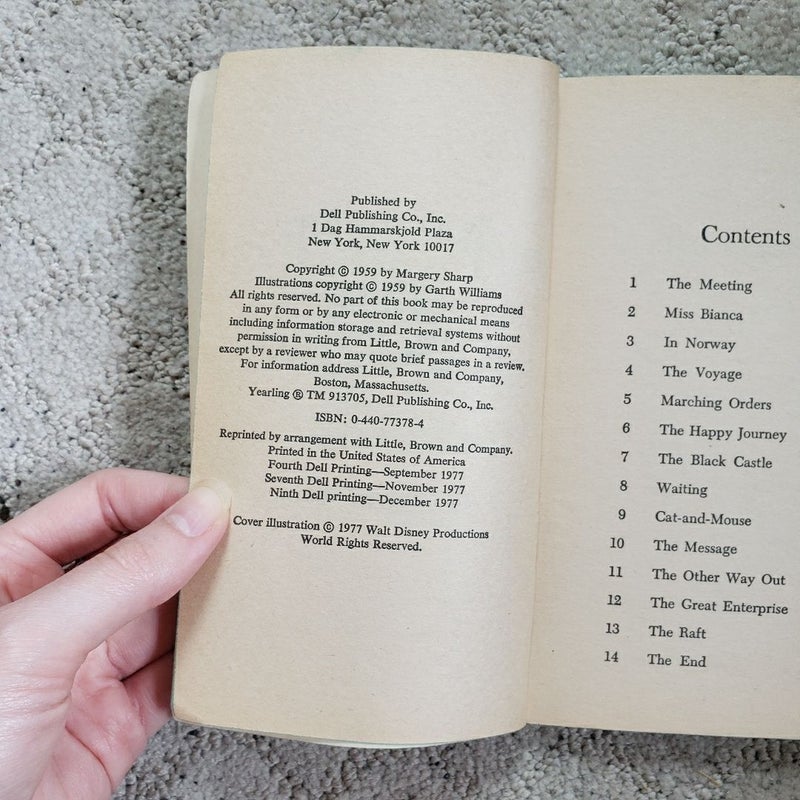 Published by
Dell Publishing Co., Inc.
1 Dag Hammarskjold Plaza
New York, New York 10017
Copyright © 1959 by Margery Sharp
Illustrations copyright © 1959 by Garth Williams
All rights reserved. No part of this book may be reproduced
in any form or by any electronic or mechanical means
including information storage and retrieval systems without
permission in writing from Little, Brown and Company,
except by a reviewer who may quote brief passages in a review.
For information address Little, Brown and Company,
Boston, Massachusetts.
Yearling ® TM 913705, Dell Publishing Co., Inc.
ISBN: 0-440-77378-4
Reprinted by arrangement with Little, Brown and Company.
Printed in the United States of America
Fourth Dell Printing—September 1977
Seventh Dell Printing—November 1977
Ninth Dell printing—December 1977
Cover illustration © 1977 Walt Disney Productions
World Rights Reserved.
Contents
1 The Meeting
2 Miss Bianca
3 In Norway
4 The Voyage
5 Marching Orders
6 The Happy Journey
7 The Black Castle
8 Waiting
9 Cat-and-Mouse
10 The Message
11 The Other Way Out
12 The Great Enterprise
13 The Raft
14 The End